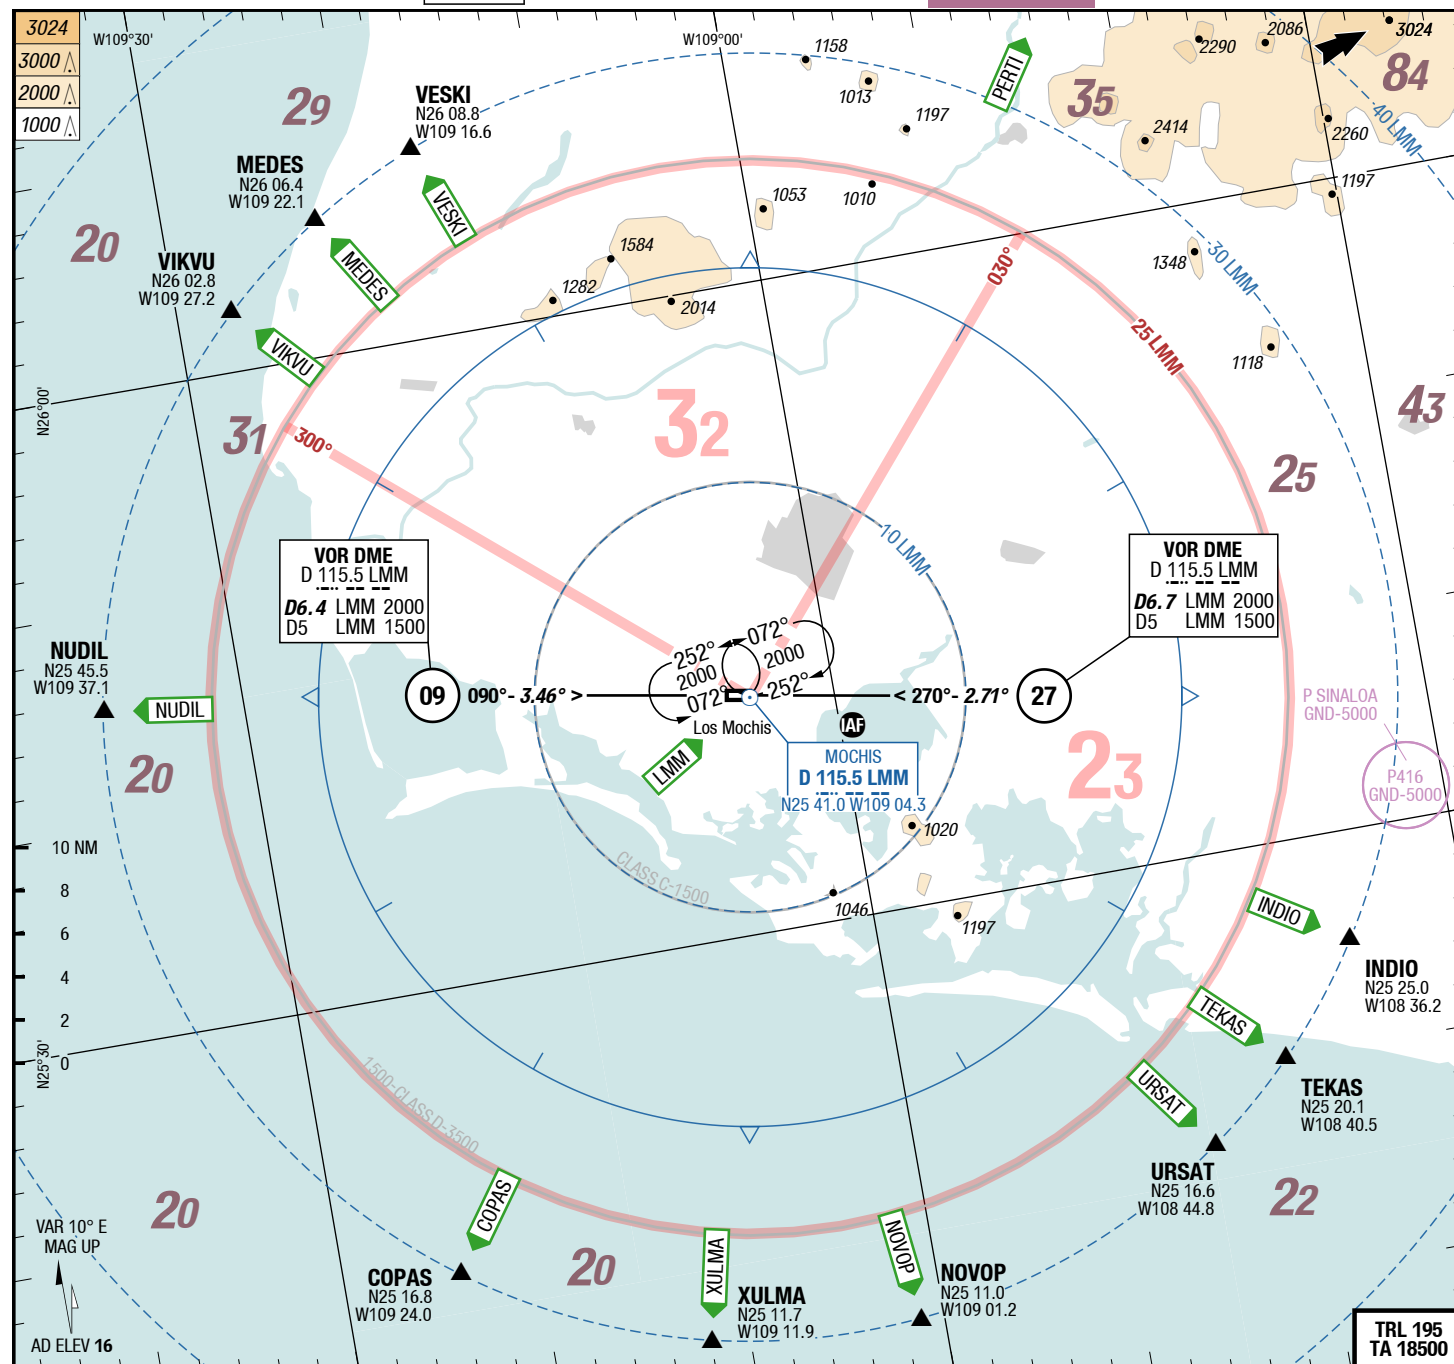 3024
3000
2000
1000
W109°30'
W109°00'
1158
1013
1197
PERTI
2290
2086
3024
35
84
2414
2260
40 LMM
1197
29
VESKI
N26 08.8
W109 16.6
MEDES
N26 06.4
W109 22.1
VESKI
1053
1010
20
VIKVU
N26 02.8
W109 27.2
MEDES
1584
1282
2014
030°
1348
30 LMM
VIKVU
25 LMM
1118
N26°00'
31
300°
32
43
25
VOR DME
D 115.5 LMM
D6.4 LMM 2000
D5 LMM 1500
10 LMM
VOR DME
D 115.5 LMM
D6.7 LMM 2000
D5 LMM 1500
NUDIL
N25 45.5
W109 37.1
NUDIL
252°
2000
072°
072°
2000
252°
09
090°- 3.46° >
< 270°- 2.71°
27
Los Mochis
IAF
LMM
MOCHIS
D 115.5 LMM
N25 41.0 W109 04.3
P SINALOA
GND-5000
P416
GND-5000
20
23
1020
CLASS C-1500
1046
1197
10 NM
8
6
4
2
0
N25°30'
INDIO
INDIO
N25 25.0
W108 36.2
TEKAS
TEKAS
N25 20.1
W108 40.5
URSAT
URSAT
N25 16.6
W108 44.8
22
1500-CLASS D-3500
20
COPAS
COPAS
N25 16.8
W109 24.0
20
XULMA
XULMA
N25 11.7
W109 11.9
NOVOP
NOVOP
N25 11.0
W109 01.2
VAR 10° E
MAG UP
AD ELEV 16
TRL 195
TA 18500